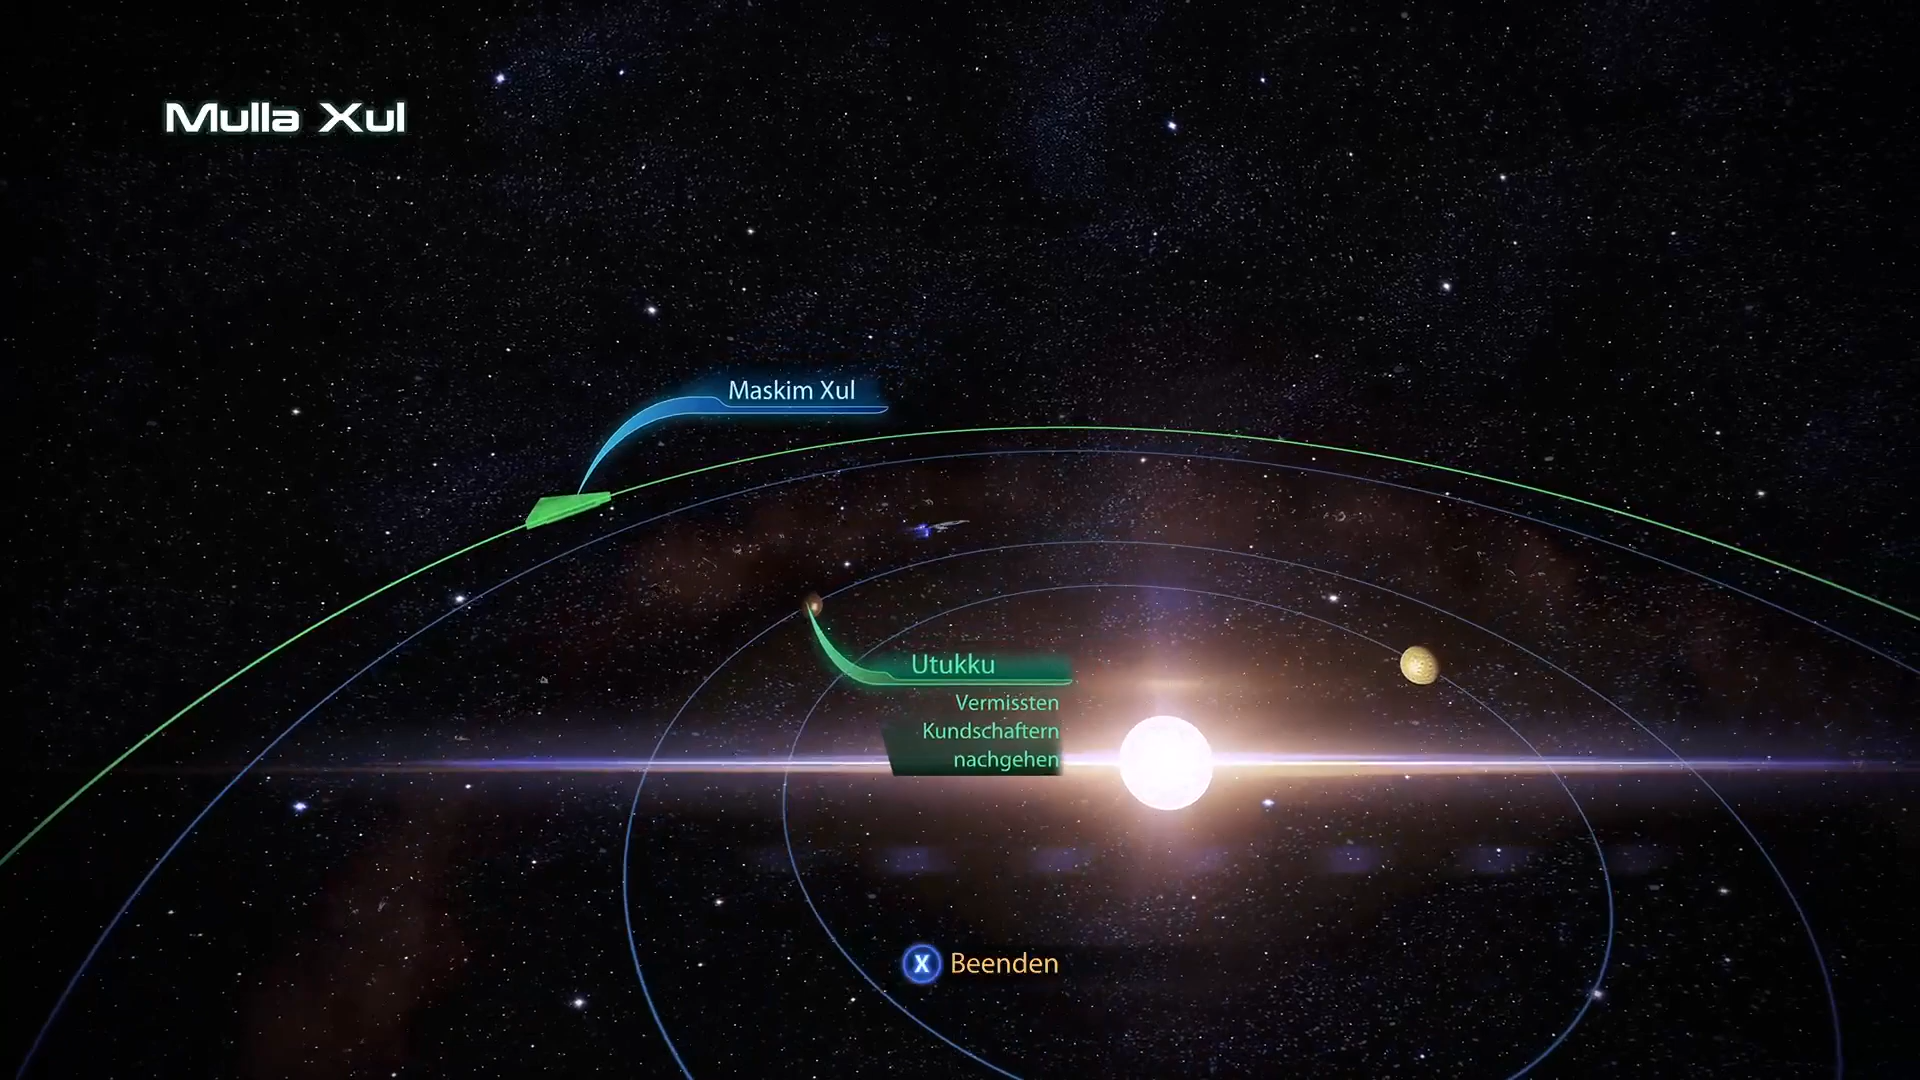 Mulla Xul
Maskim Xul
Utukku
Vermissten
Kundschaftern
nachgehen
X Beenden